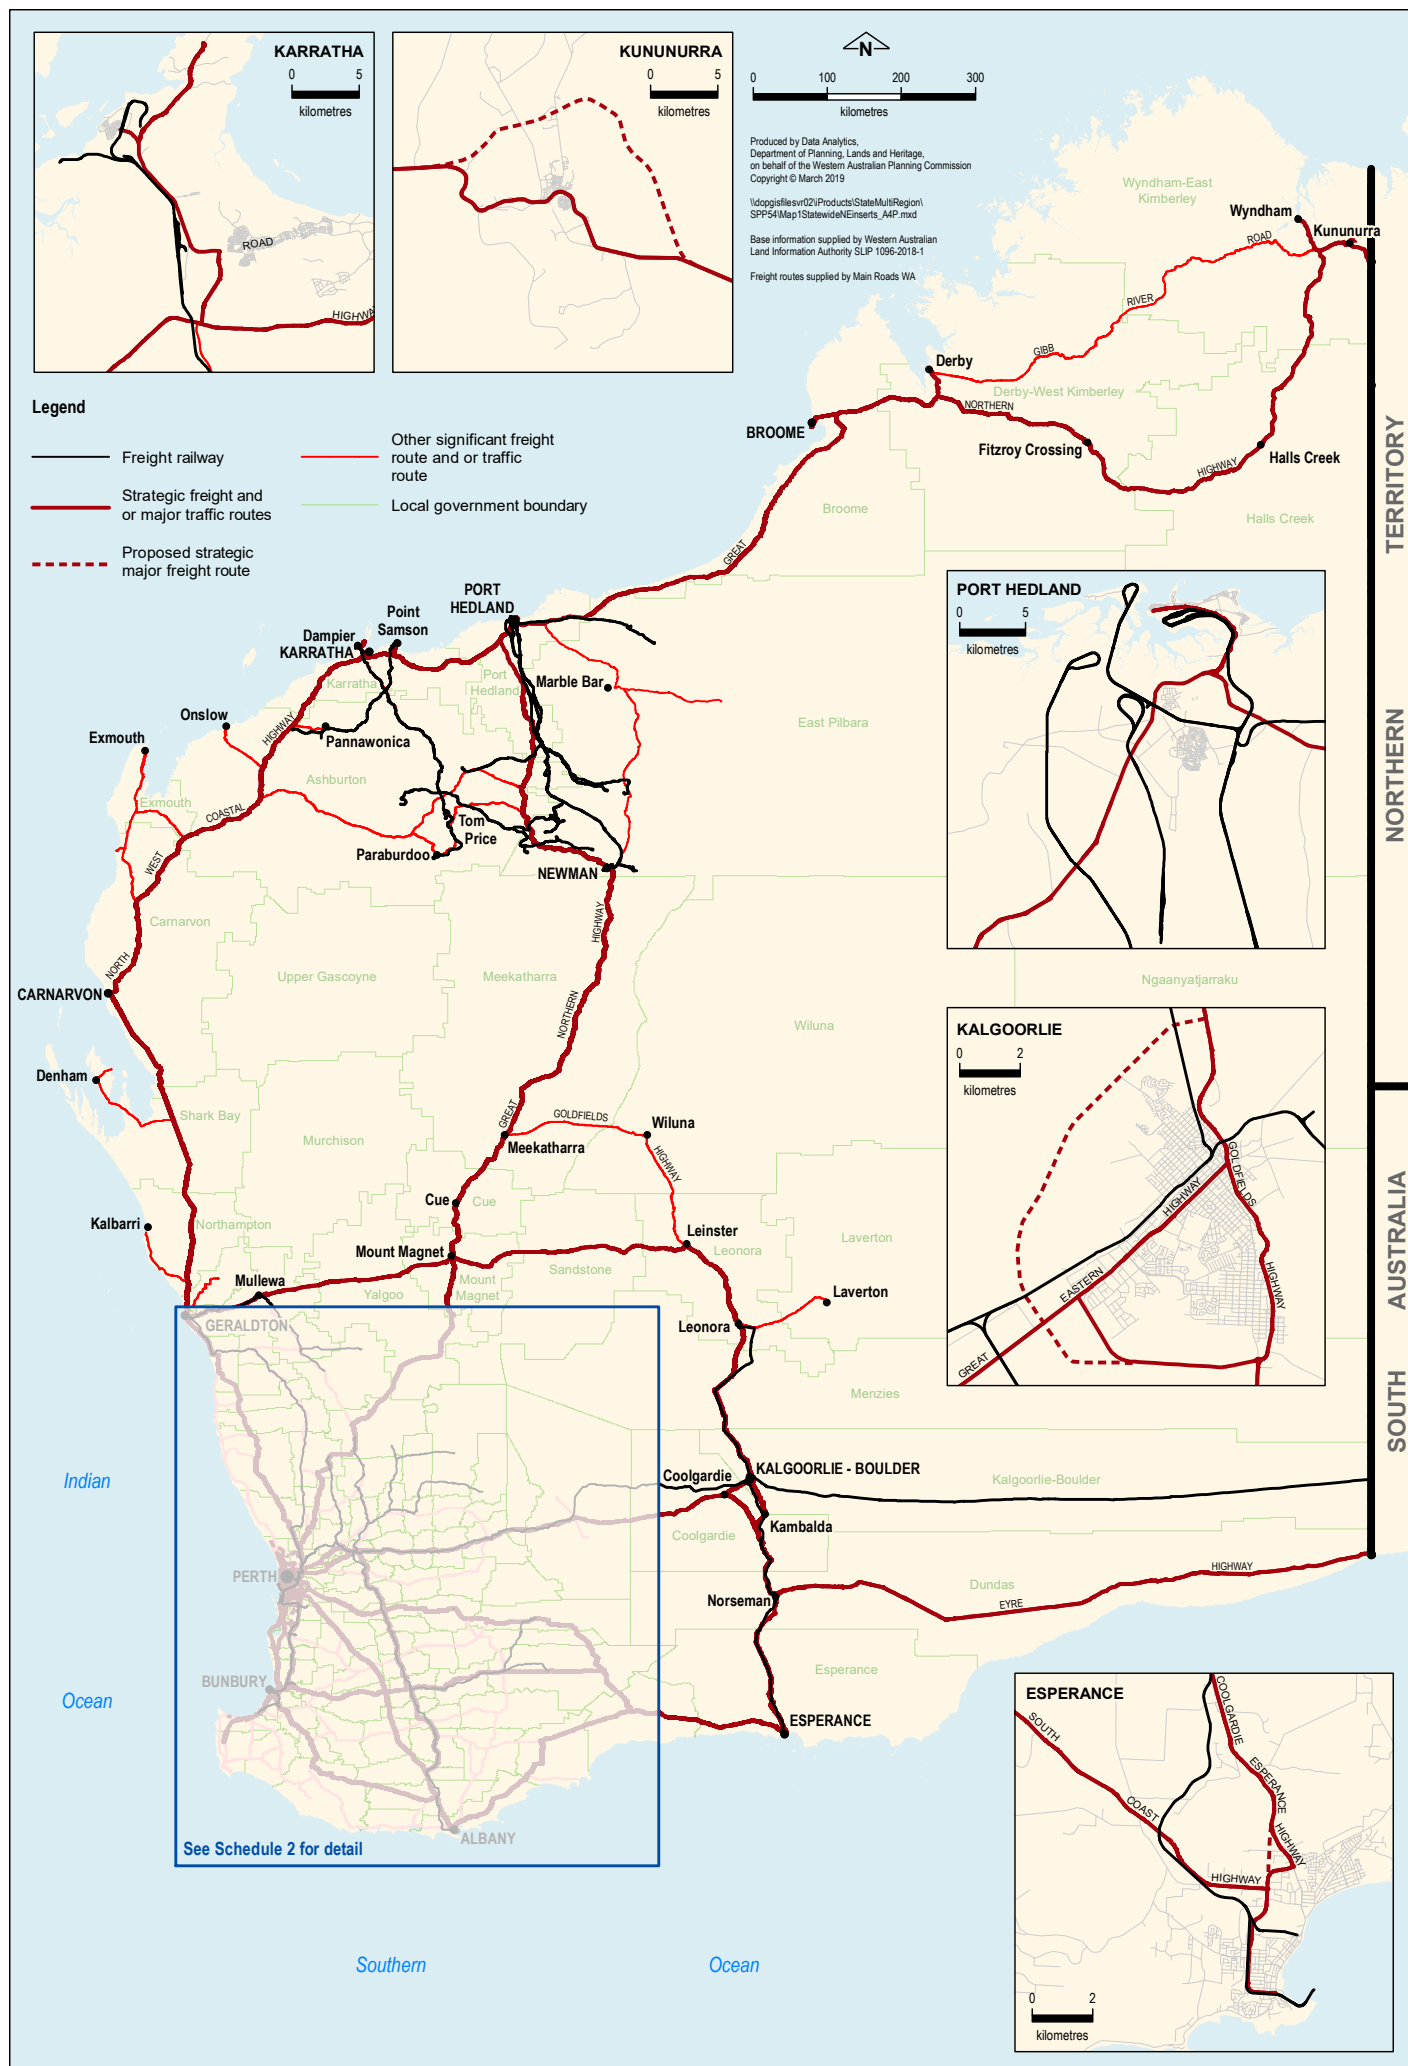 KARRATHA
0 5
kilometres
ROAD
HIGHWA
KUNUNURRA
0 5
kilometres
N
0 100 200 300
kilometres
Produced by Data Analytics,
Department of Planning, Lands and Heritage,
on behalf of the Western Australian Planning Commission
Copyright © March 2019
\\dopgisfilesvr02\iProducts\StateMultiRegion\
SPP54\Map1StatewideNEinserts_A4P.mxd
Base information supplied by Western Australian
Land Information Authority SLIP 1096-2018-1
Freight routes supplied by Main Roads WA
Legend
Freight railway
Strategic freight and
or major traffic routes
Proposed strategic
major freight route
Other significant freight
route and or traffic
route
Local government boundary
Wyndham-East
Kimberley
Wyndham
Kununurra
ROAD
RIVER
GIBB
Derby
Derby-West Kimberley
NORTHERN
BROOME
Fitzroy Crossing
HIGHWAY
Halls Creek
Broome
Halls Creek
GREAT
TERRITORY
NORTHERN
PORT
HEDLAND
Point
Samson
Dampier
KARRATHA
Karratha
Port
Hedland
Marble Bar
East Pilbara
Onslow
HIGHWAY
Pannawonica
Exmouth
Ashburton
Exmouth
COASTAL
Tom
Price
WEST
Paraburdoo
NEWMAN
Carnarvon
HIGHWAY
NORTH
Upper Gascoyne
Meekatharra
CARNARVON
NORTHERN
Wiluna
Ngaanyatjarraku
PORT HEDLAND
0 5
kilometres
KALGOORLIE
0 2
kilometres
GOLDFIELDS
HIGHWAY
HIGHWAY
EASTERN
GREAT
Denham
Shark Bay
GREAT
GOLDFIELDS
Wiluna
Murchison
Meekatharra
HIGHWAY
Cue
Cue
Kalbarri
Northampton
Leinster
Mount Magnet
Leonora
Laverton
Sandstone
Mullewa
Yalgoo
Mount
Magnet
Laverton
GERALDTON
Leonora
Menzies
AUSTRALIA
SOUTH
Indian
Coolgardie
KALGOORLIE - BOULDER
Kalgoorlie-Boulder
Kambalda
Coolgardie
PERTH
HIGHWAY
Dundas
Norseman
EYRE
BUNBURY
Esperance
Ocean
ESPERANCE
ALBANY
See Schedule 2 for detail
Southern
Ocean
ESPERANCE
COOLGARDIE
SOUTH
ESPERANCE
COAST
HIGHWAY
HIGHWAY
0 2
kilometres